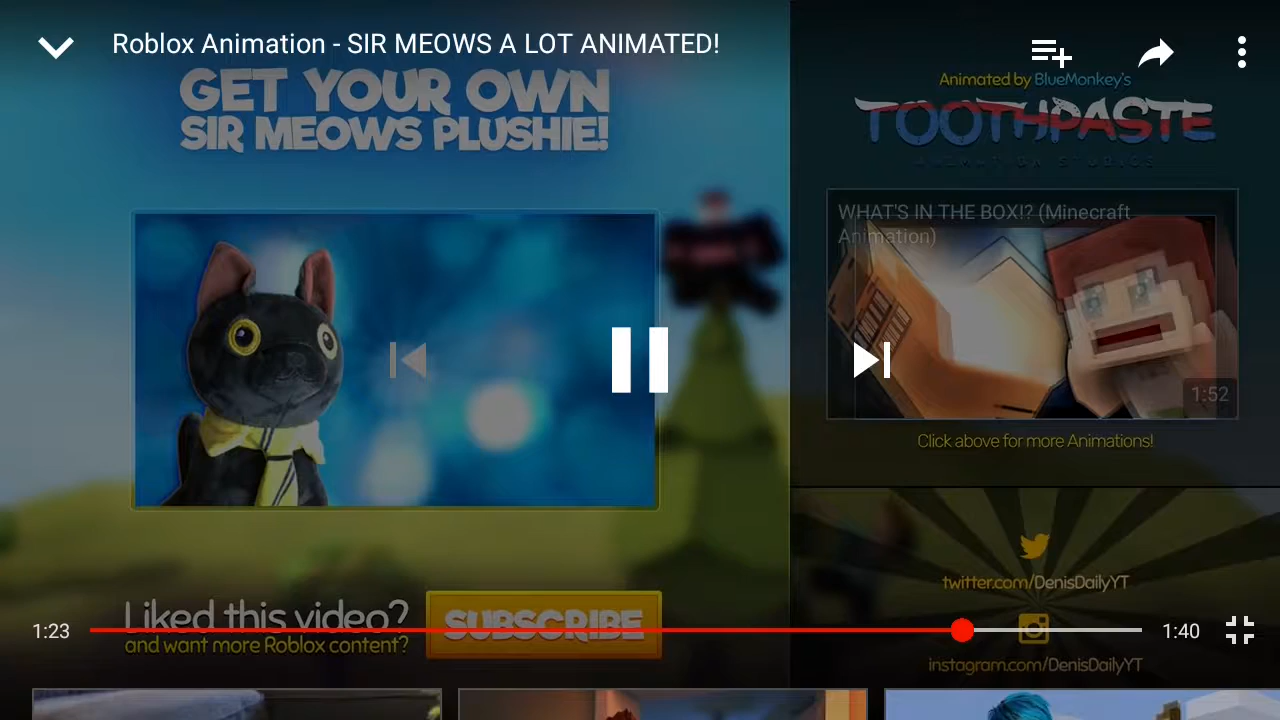 Roblox Animation - SIR MEOWS A LOT ANIMATED!
GET YOUR OWN
SIR MEOWS PLUSHIE!
Animated by BlueMonkey's
TOOTHPASTE
ANIMATION STUDIOS
WHAT'S IN THE BOX!? (Minecraft
Animation)
1:52
Click above for more Animations!
twitter.com/DenisDailyYT
Liked this video?
and want more Roblox content?
SUBSCRIBE
1:23
1:40
instagram.com/DenisDailyYT